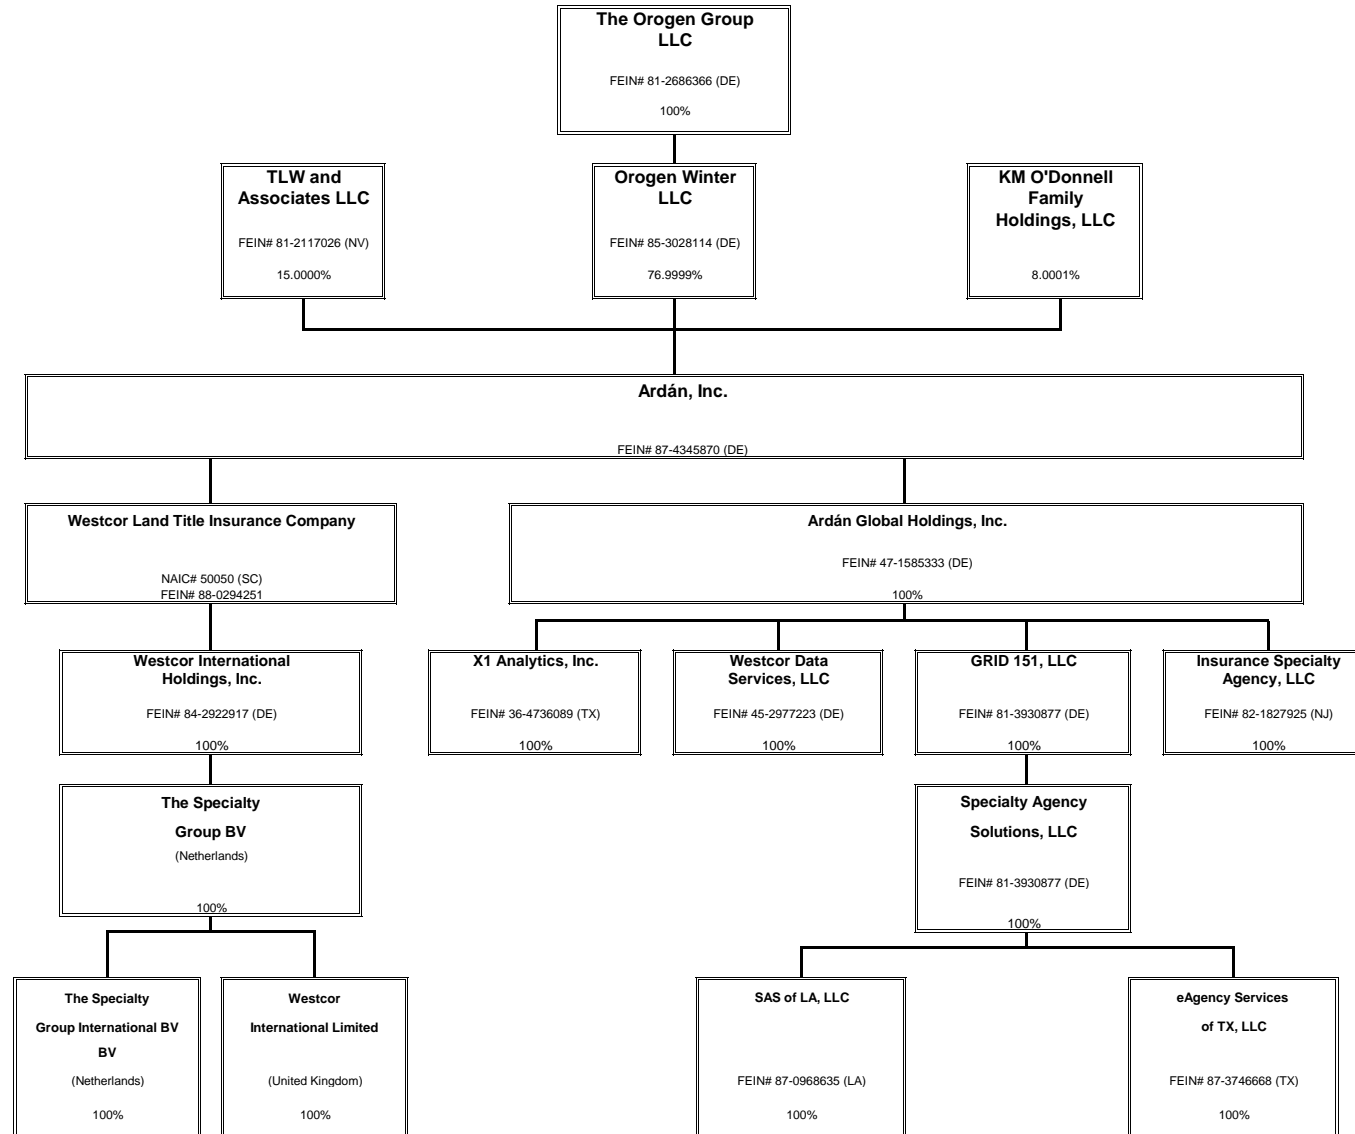 The Orogen Group
LLC
FEIN# 81-2686366 (DE)
100%
TLW and
Associates LLC
FEIN# 81-2117026 (NV)
15.0000%
Orogen Winter
LLC
FEIN# 85-3028114 (DE)
76.9999%
KM O'Donnell
Family
Holdings, LLC
8.0001%
Ardán, Inc.
FEIN# 87-4345870 (DE)
Westcor Land Title Insurance Company
NAIC# 50050 (SC)
FEIN# 88-0294251
Ardán Global Holdings, Inc.
FEIN# 47-1585333 (DE)
100%
Westcor International
Holdings, Inc.
FEIN# 84-2922917 (DE)
100%
X1 Analytics, Inc.
FEIN# 36-4736089 (TX)
100%
Westcor Data
Services, LLC
FEIN# 45-2977223 (DE)
100%
GRID 151, LLC
FEIN# 81-3930877 (DE)
100%
Insurance Specialty
Agency, LLC
FEIN# 82-1827925 (NJ)
100%
The Specialty
Group BV
(Netherlands)
100%
Specialty Agency
Solutions, LLC
FEIN# 81-3930877 (DE)
100%
The Specialty
Group International BV
BV
(Netherlands)
100%
Westcor
International Limited
(United Kingdom)
100%
SAS of LA, LLC
FEIN# 87-0968635 (LA)
100%
eAgency Services
of TX, LLC
FEIN# 87-3746668 (TX)
100%